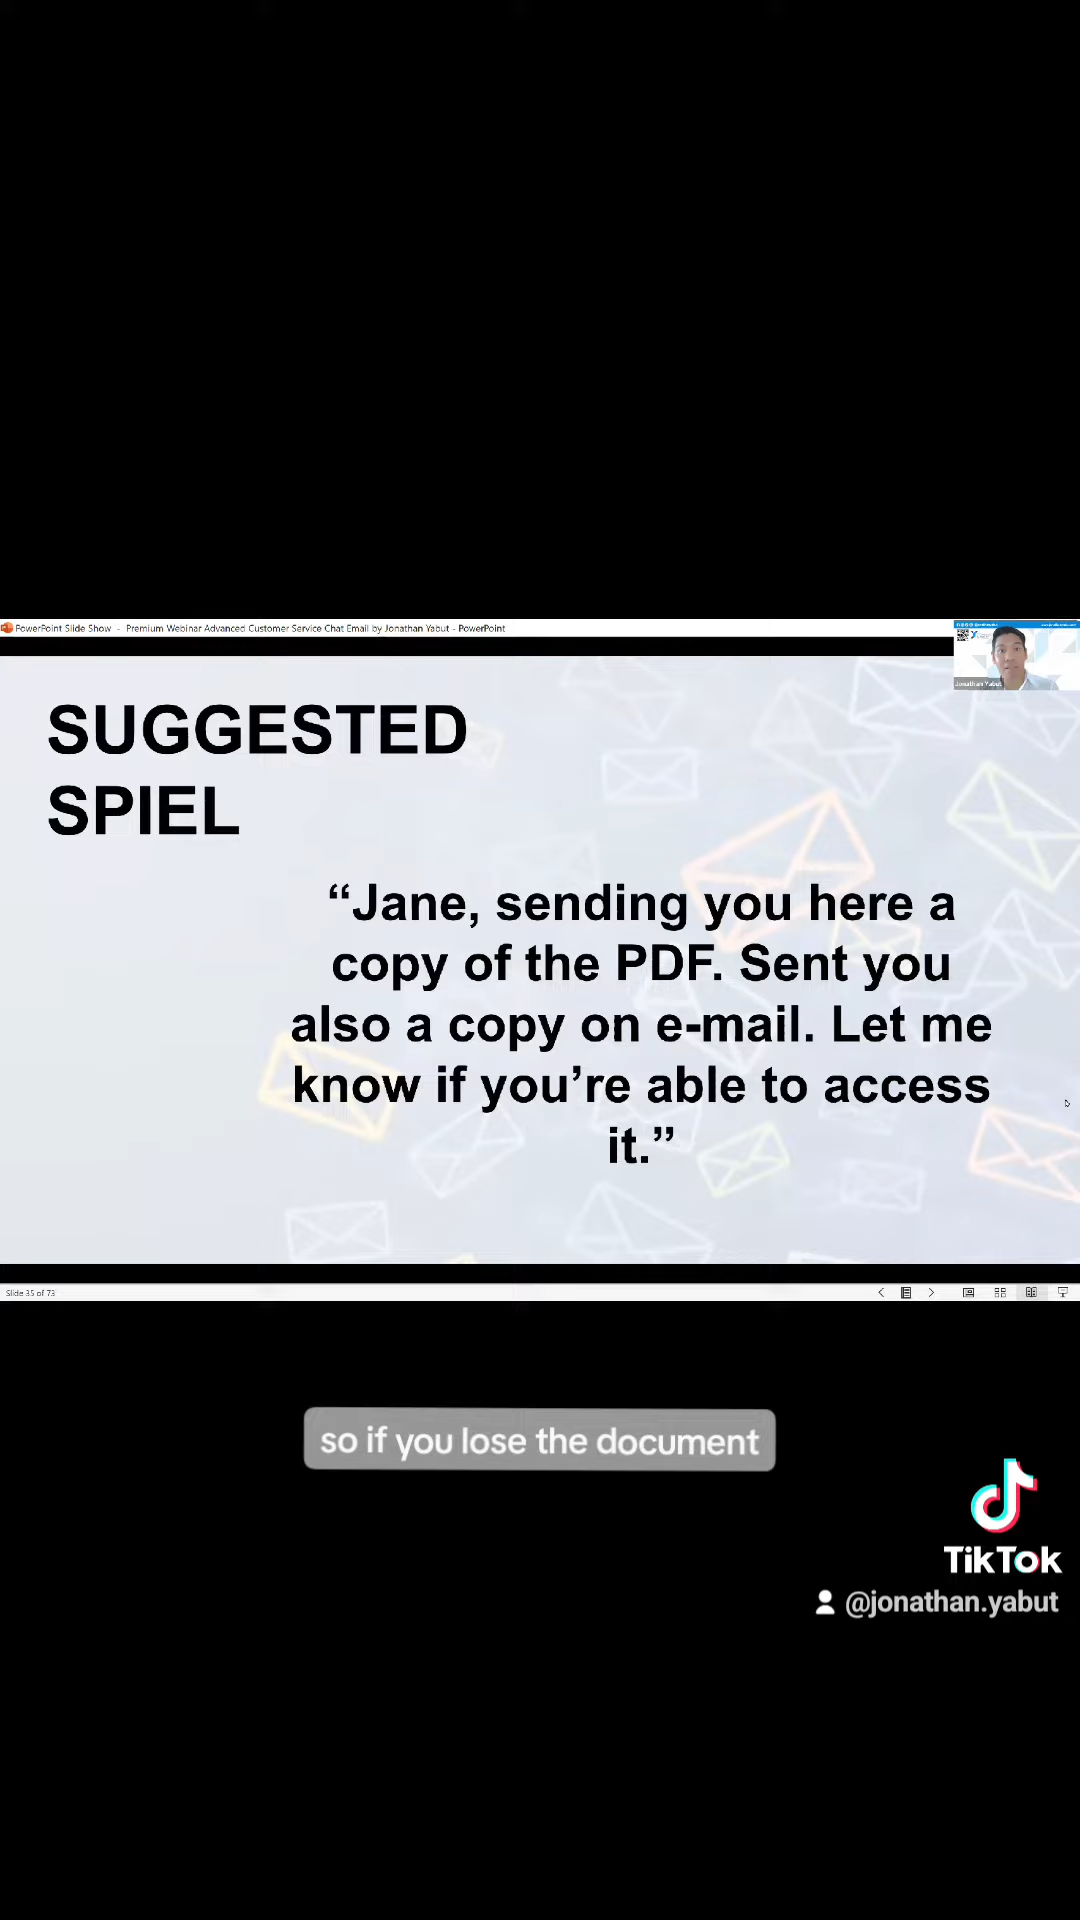 PowerPoint Slide Show - Premium Webinar Advanced Customer Service Chat Email by Jonathan Yabut - PowerPoint
Jonathan Yabut
SUGGESTED
SPIEL
“Jane, sending you here a
copy of the PDF. Sent you
also a copy on e-mail. Let me
know if you’re able to access
it.”
Slide 35 of 73
so if you lose the document
TikTok
@jonathan.yabut